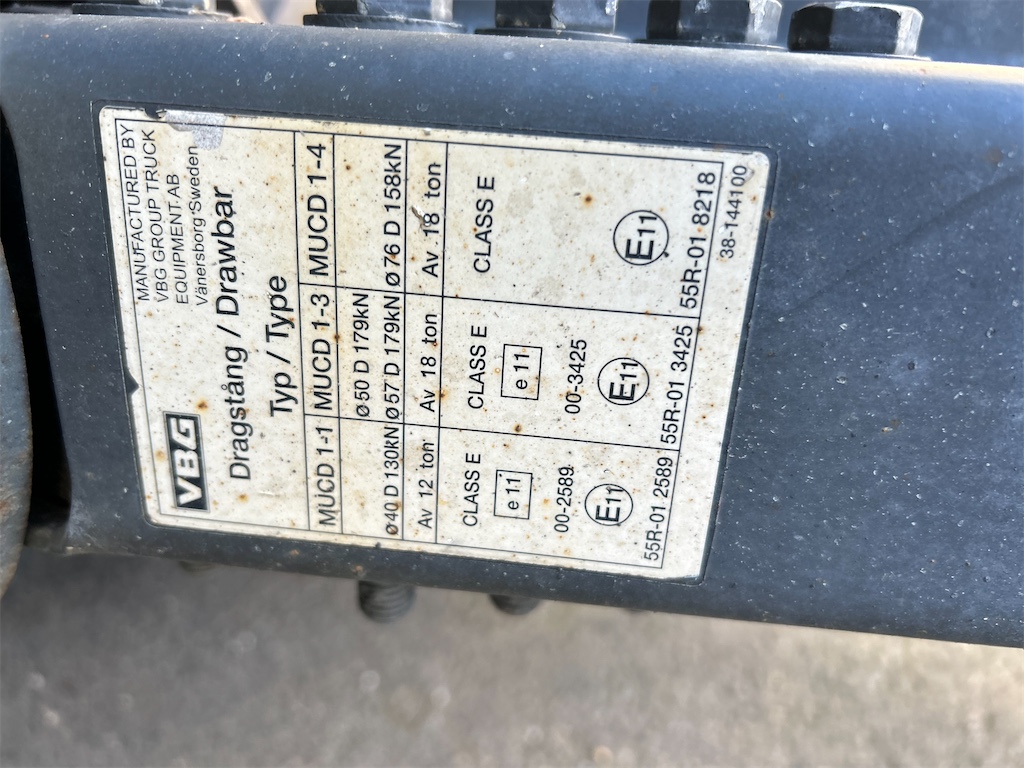 VBG
MANUFACTURED BY
VBG GROUP TRUCK
EQUIPMENT AB
Vänersborg Sweden
Dragstång / Drawbar
Typ / Type
MUCD 1-1 MUCD 1-3 MUCD 1-4
ø50 D 179kN
ø40 D 130kN ø57 D 179kN ø76 D 158kN
Av 12 ton Av 18 ton Av 18 ton
CLASS E CLASS E CLASS E
e 11 e 11
00-2589 00-3425
E11 E11 E11
55R-01 2589 55R-01 3425 55R-01 8218
38-144100